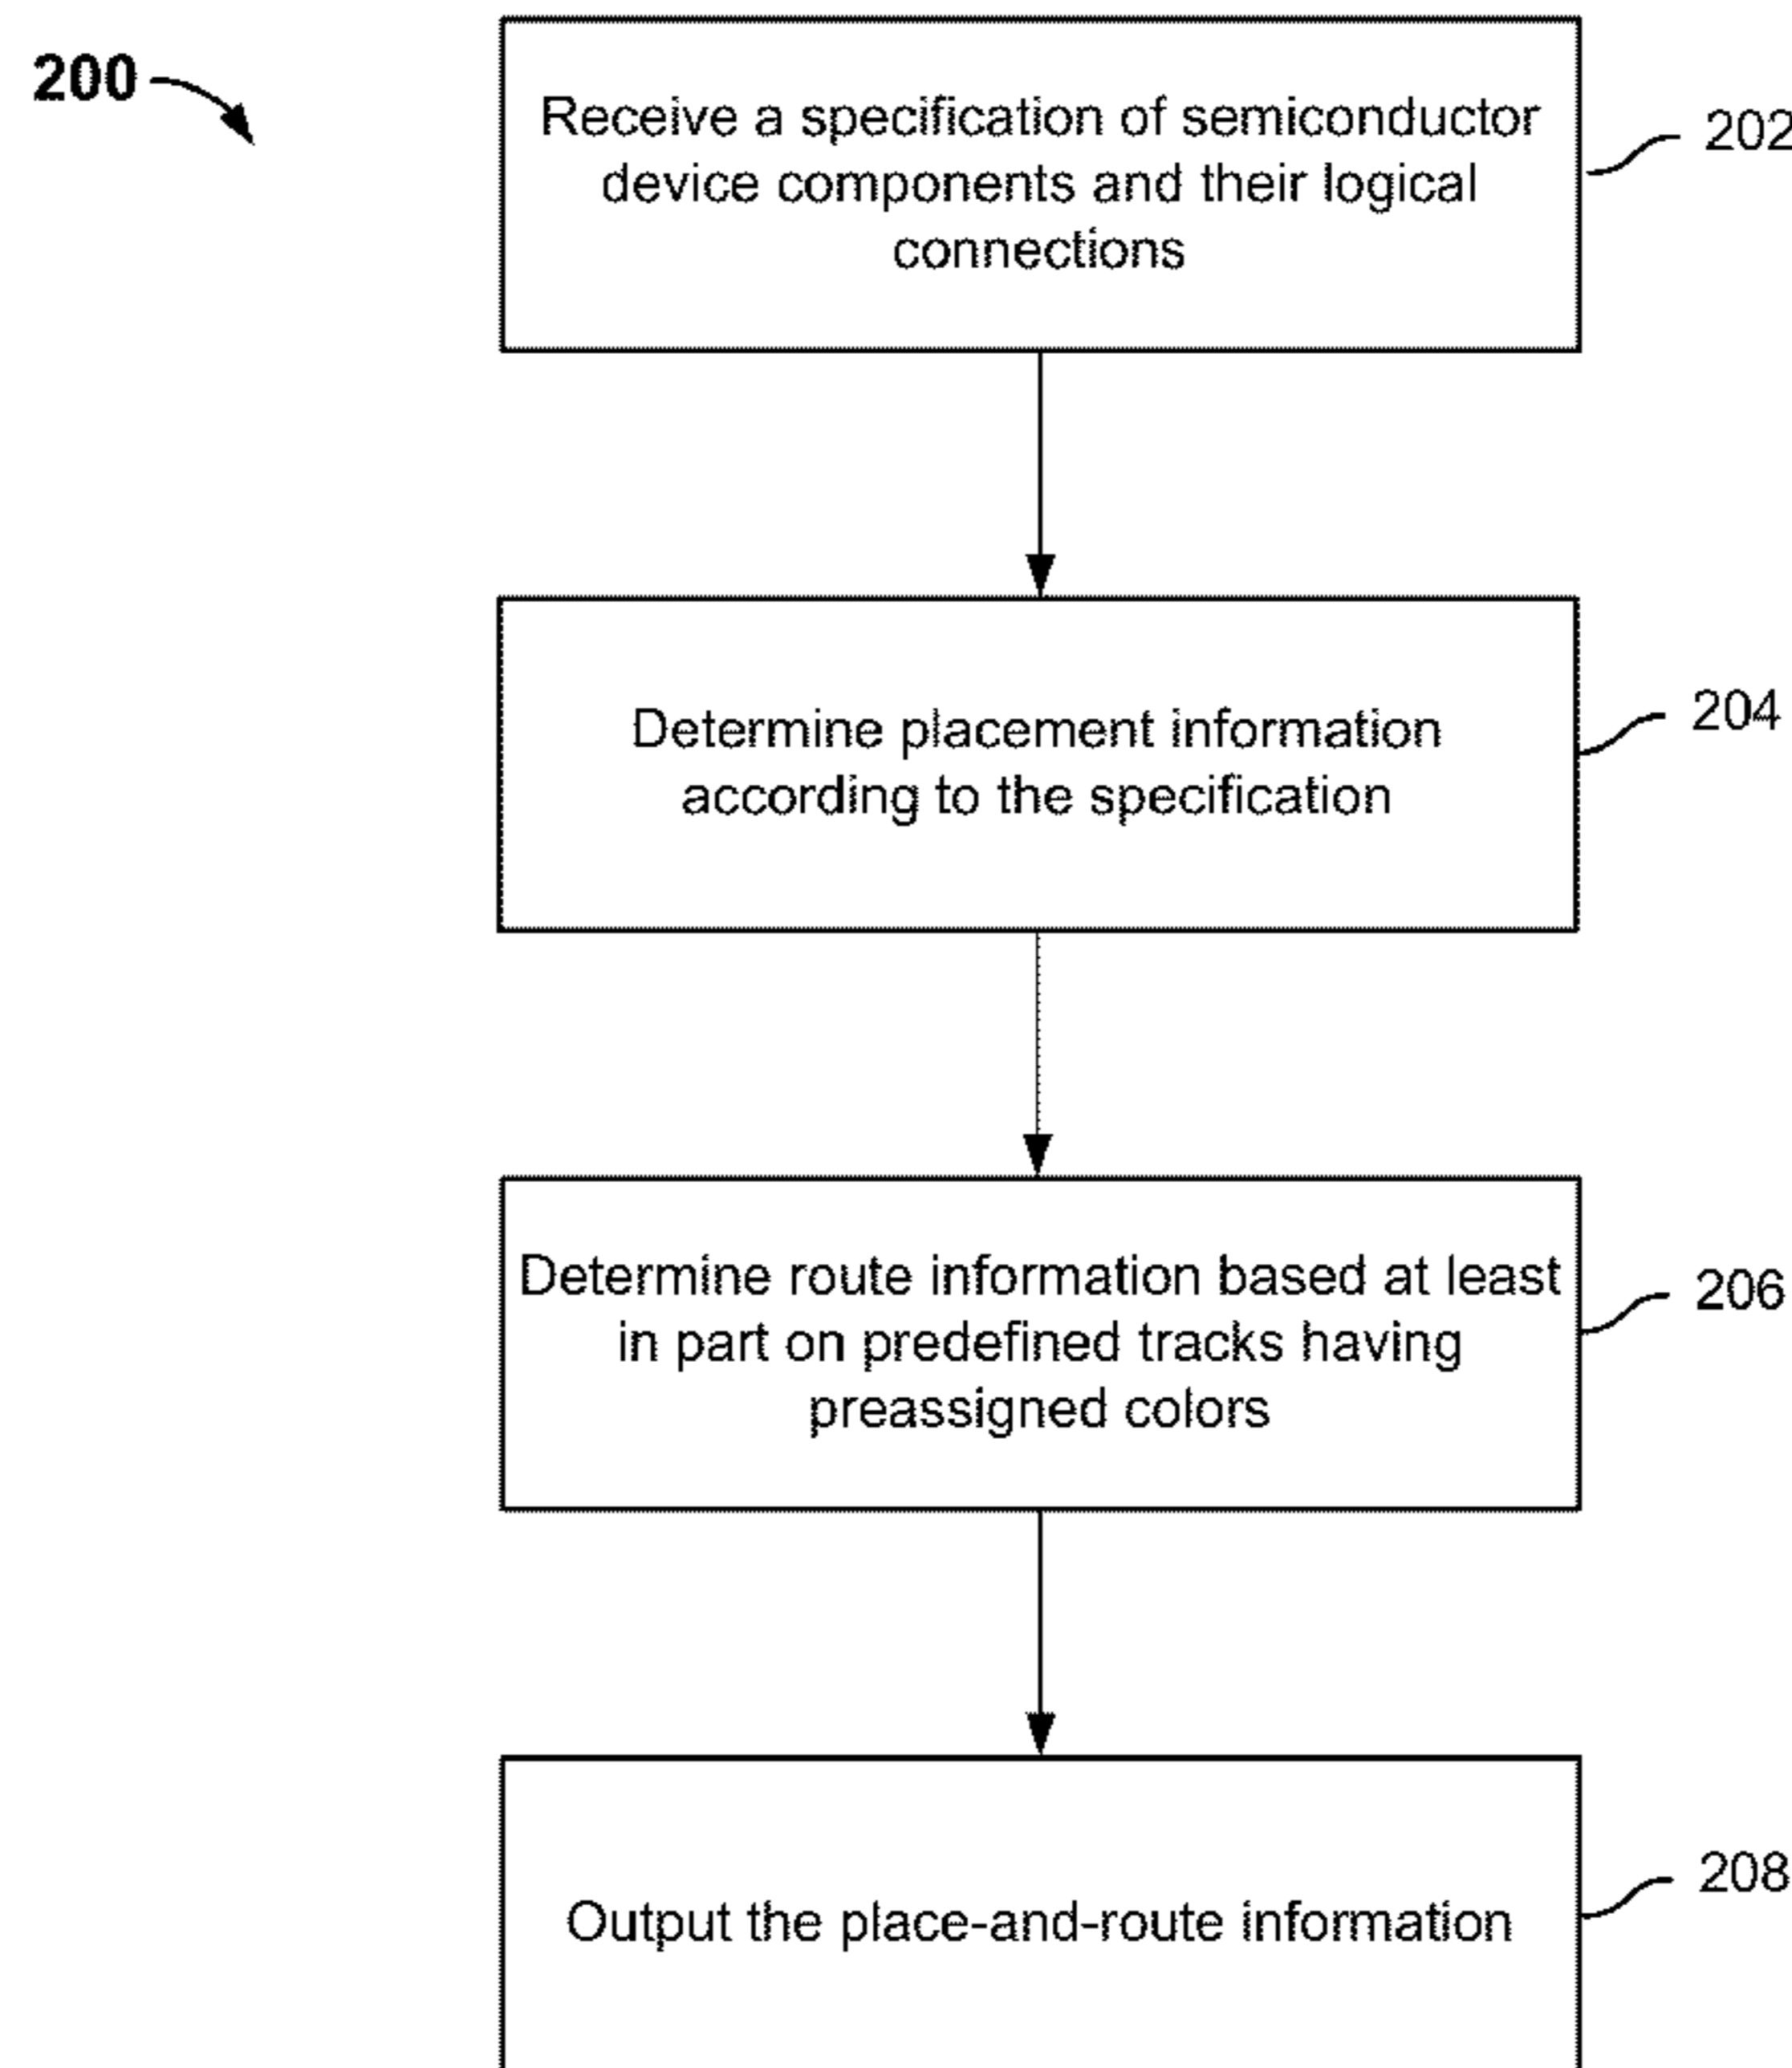 200
Receive a specification of semiconductor
device components and their logical
connections
202
Determine placement information
according to the specification
204
Determine route information based at least
in part on predefined tracks having
preassigned colors
206
Output the place-and-route information
208